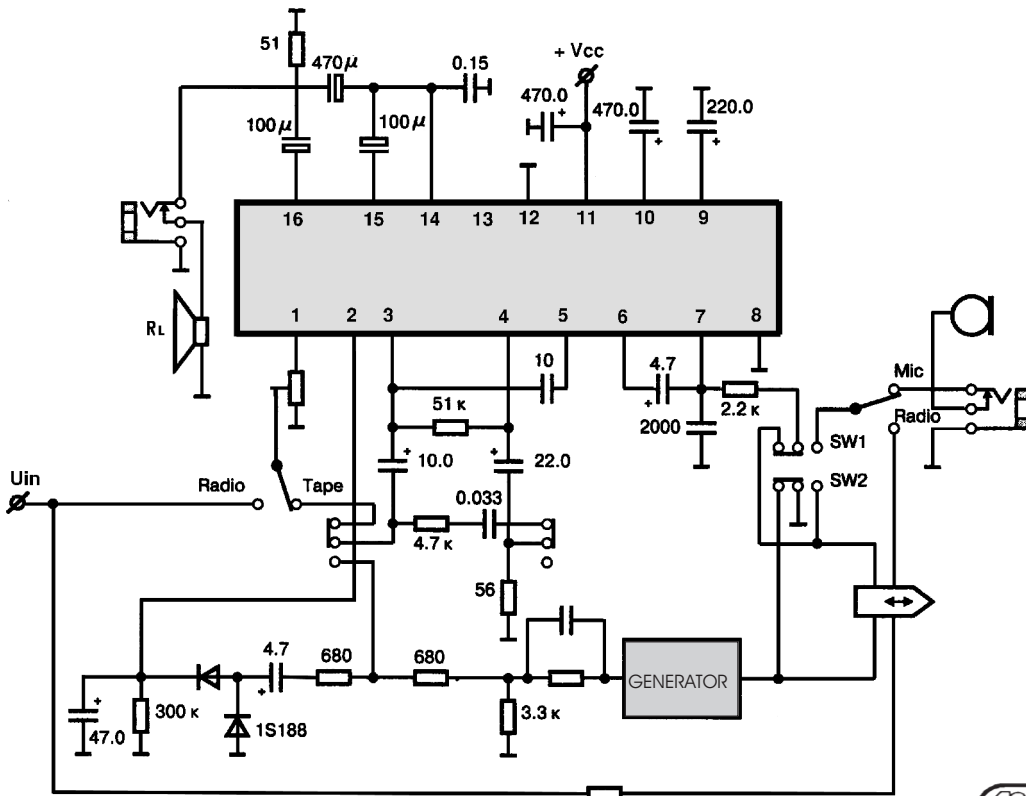 51
470μ
0.15
+ Vcc
100μ
100μ
470.0
+
470.0
+
220.0
+
16
15
14
13
12
11
10
9
RL
1
2
3
4
5
6
7
8
10
4.7
+
2.2 к
Mic
51 к
2000
Radio
SW1
+
10.0
+
22.0
SW2
Uin
Radio
Tape
0.033
4.7 к
56
4.7
+
680
680
GENERATOR
+
47.0
300 к
1S188
3.3 к